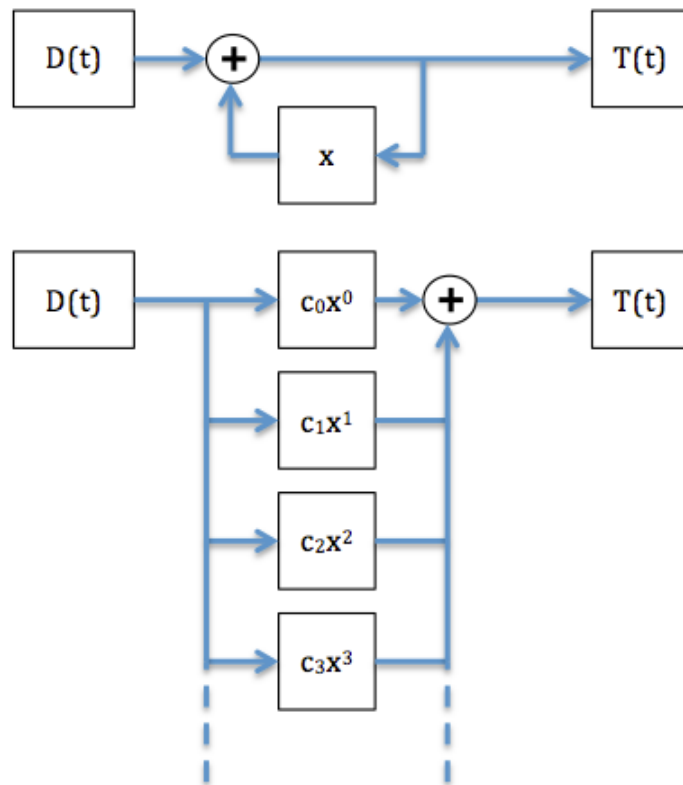 D(t) + T(t)
x
D(t) c₀x⁰ + T(t)
c₁x¹
c₂x²
c₃x³